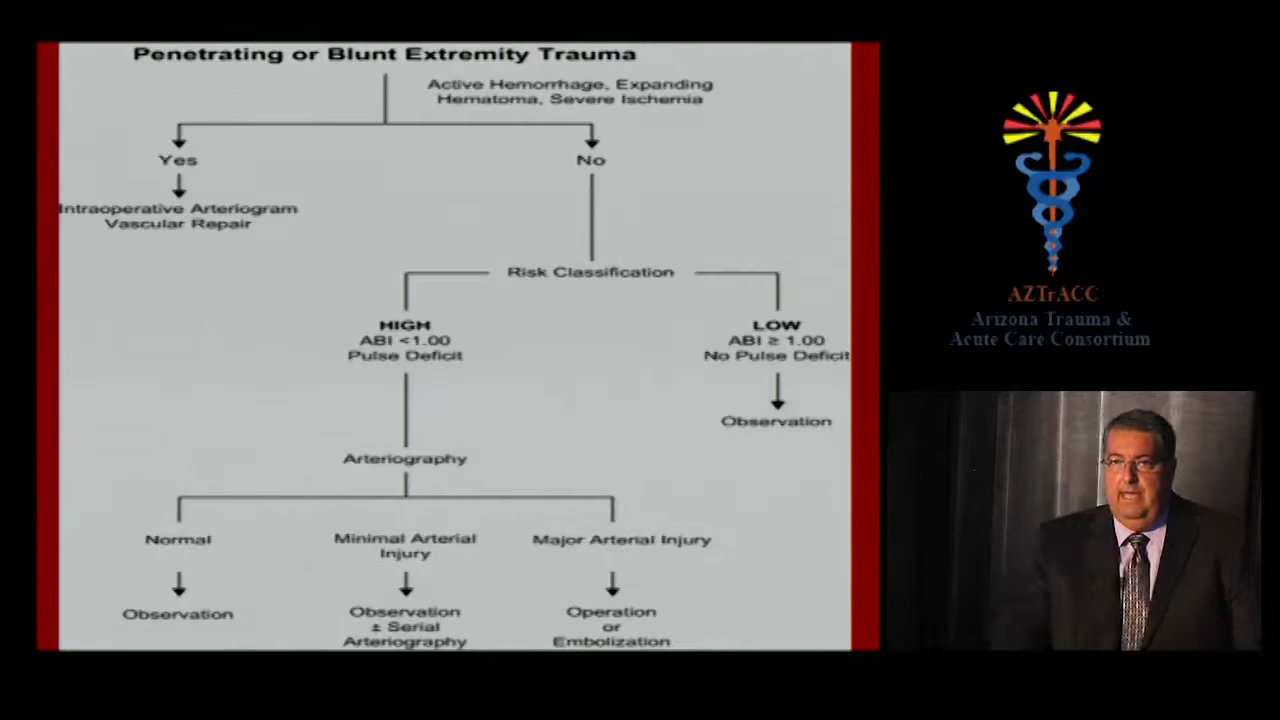 Penetrating or Blunt Extremity Trauma
Active Hemorrhage, Expanding
Hematoma, Severe Ischemia
Yes
No
Intraoperative Arteriogram
Vascular Repair
Risk Classification
HIGH
ABI <1.00
Pulse Deficit
LOW
ABI ≥ 1.00
No Pulse Deficit
Observation
Arteriography
Normal
Minimal Arterial
Injury
Major Arterial Injury
Observation
Observation
± Serial
Arteriography
Operation
or
Embolization
AZTrACC
Arizona Trauma &
Acute Care Consortium